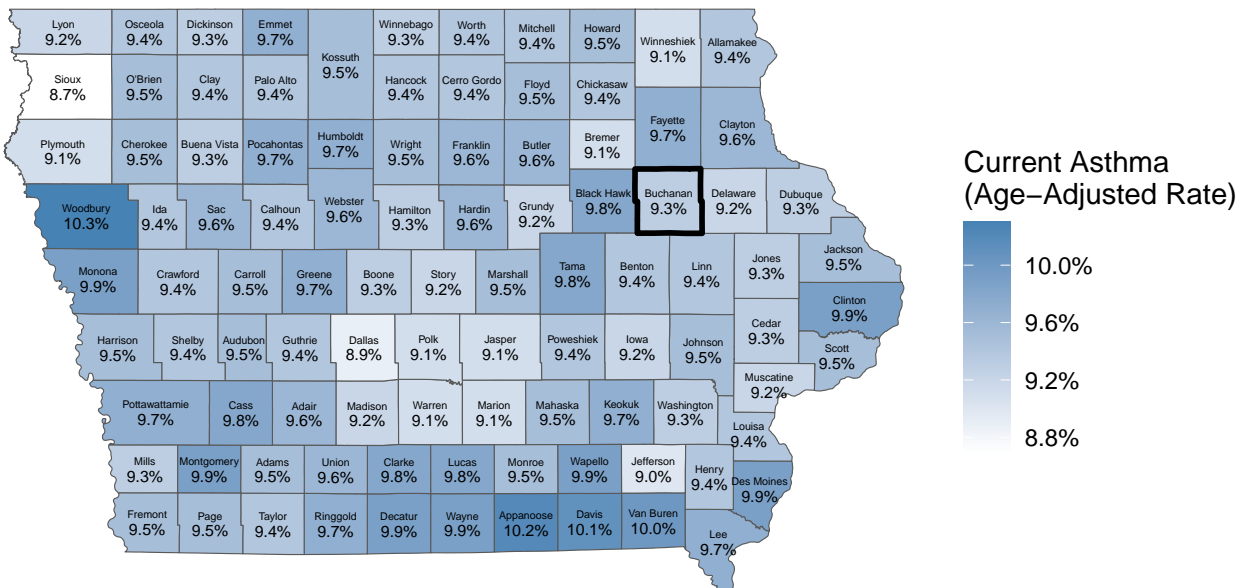 Lyon
9.2%
Osceola
9.4%
Dickinson
9.3%
Emmet
9.7%
Kossuth
9.5%
Winnebago
9.3%
Worth
9.4%
Mitchell
9.4%
Howard
9.5%
Winneshiek
9.1%
Allamakee
9.4%
Sioux
8.7%
O'Brien
9.5%
Clay
9.4%
Palo Alto
9.4%
Hancock
9.4%
Cerro Gordo
9.4%
Floyd
9.5%
Chickasaw
9.4%
Fayette
9.7%
Clayton
9.6%
Plymouth
9.1%
Cherokee
9.5%
Buena Vista
9.3%
Pocahontas
9.7%
Humboldt
9.7%
Wright
9.5%
Franklin
9.6%
Butler
9.6%
Bremer
9.1%
Woodbury
10.3%
Ida
9.4%
Sac
9.6%
Calhoun
9.4%
Webster
9.6%
Hamilton
9.3%
Hardin
9.6%
Grundy
9.2%
Black Hawk
9.8%
Buchanan
9.3%
Delaware
9.2%
Dubuque
9.3%
Monona
9.9%
Crawford
9.4%
Carroll
9.5%
Greene
9.7%
Boone
9.3%
Story
9.2%
Marshall
9.5%
Tama
9.8%
Benton
9.4%
Linn
9.4%
Jones
9.3%
Jackson
9.5%
Clinton
9.9%
Harrison
9.5%
Shelby
9.4%
Audubon
9.5%
Guthrie
9.4%
Dallas
8.9%
Polk
9.1%
Jasper
9.1%
Poweshiek
9.4%
Iowa
9.2%
Johnson
9.5%
Cedar
9.3%
Scott
9.5%
Muscatine
9.2%
Pottawattamie
9.7%
Cass
9.8%
Adair
9.6%
Madison
9.2%
Warren
9.1%
Marion
9.1%
Mahaska
9.5%
Keokuk
9.7%
Washington
9.3%
Louisa
9.4%
Mills
9.3%
Montgomery
9.9%
Adams
9.5%
Union
9.6%
Clarke
9.8%
Lucas
9.8%
Monroe
9.5%
Wapello
9.9%
Jefferson
9.0%
Henry
9.4%
Des Moines
9.9%
Fremont
9.5%
Page
9.5%
Taylor
9.4%
Ringgold
9.7%
Decatur
9.9%
Wayne
9.9%
Appanoose
10.2%
Davis
10.1%
Van Buren
10.0%
Lee
9.7%
Current Asthma
(Age−Adjusted Rate)
10.0%
9.6%
9.2%
8.8%